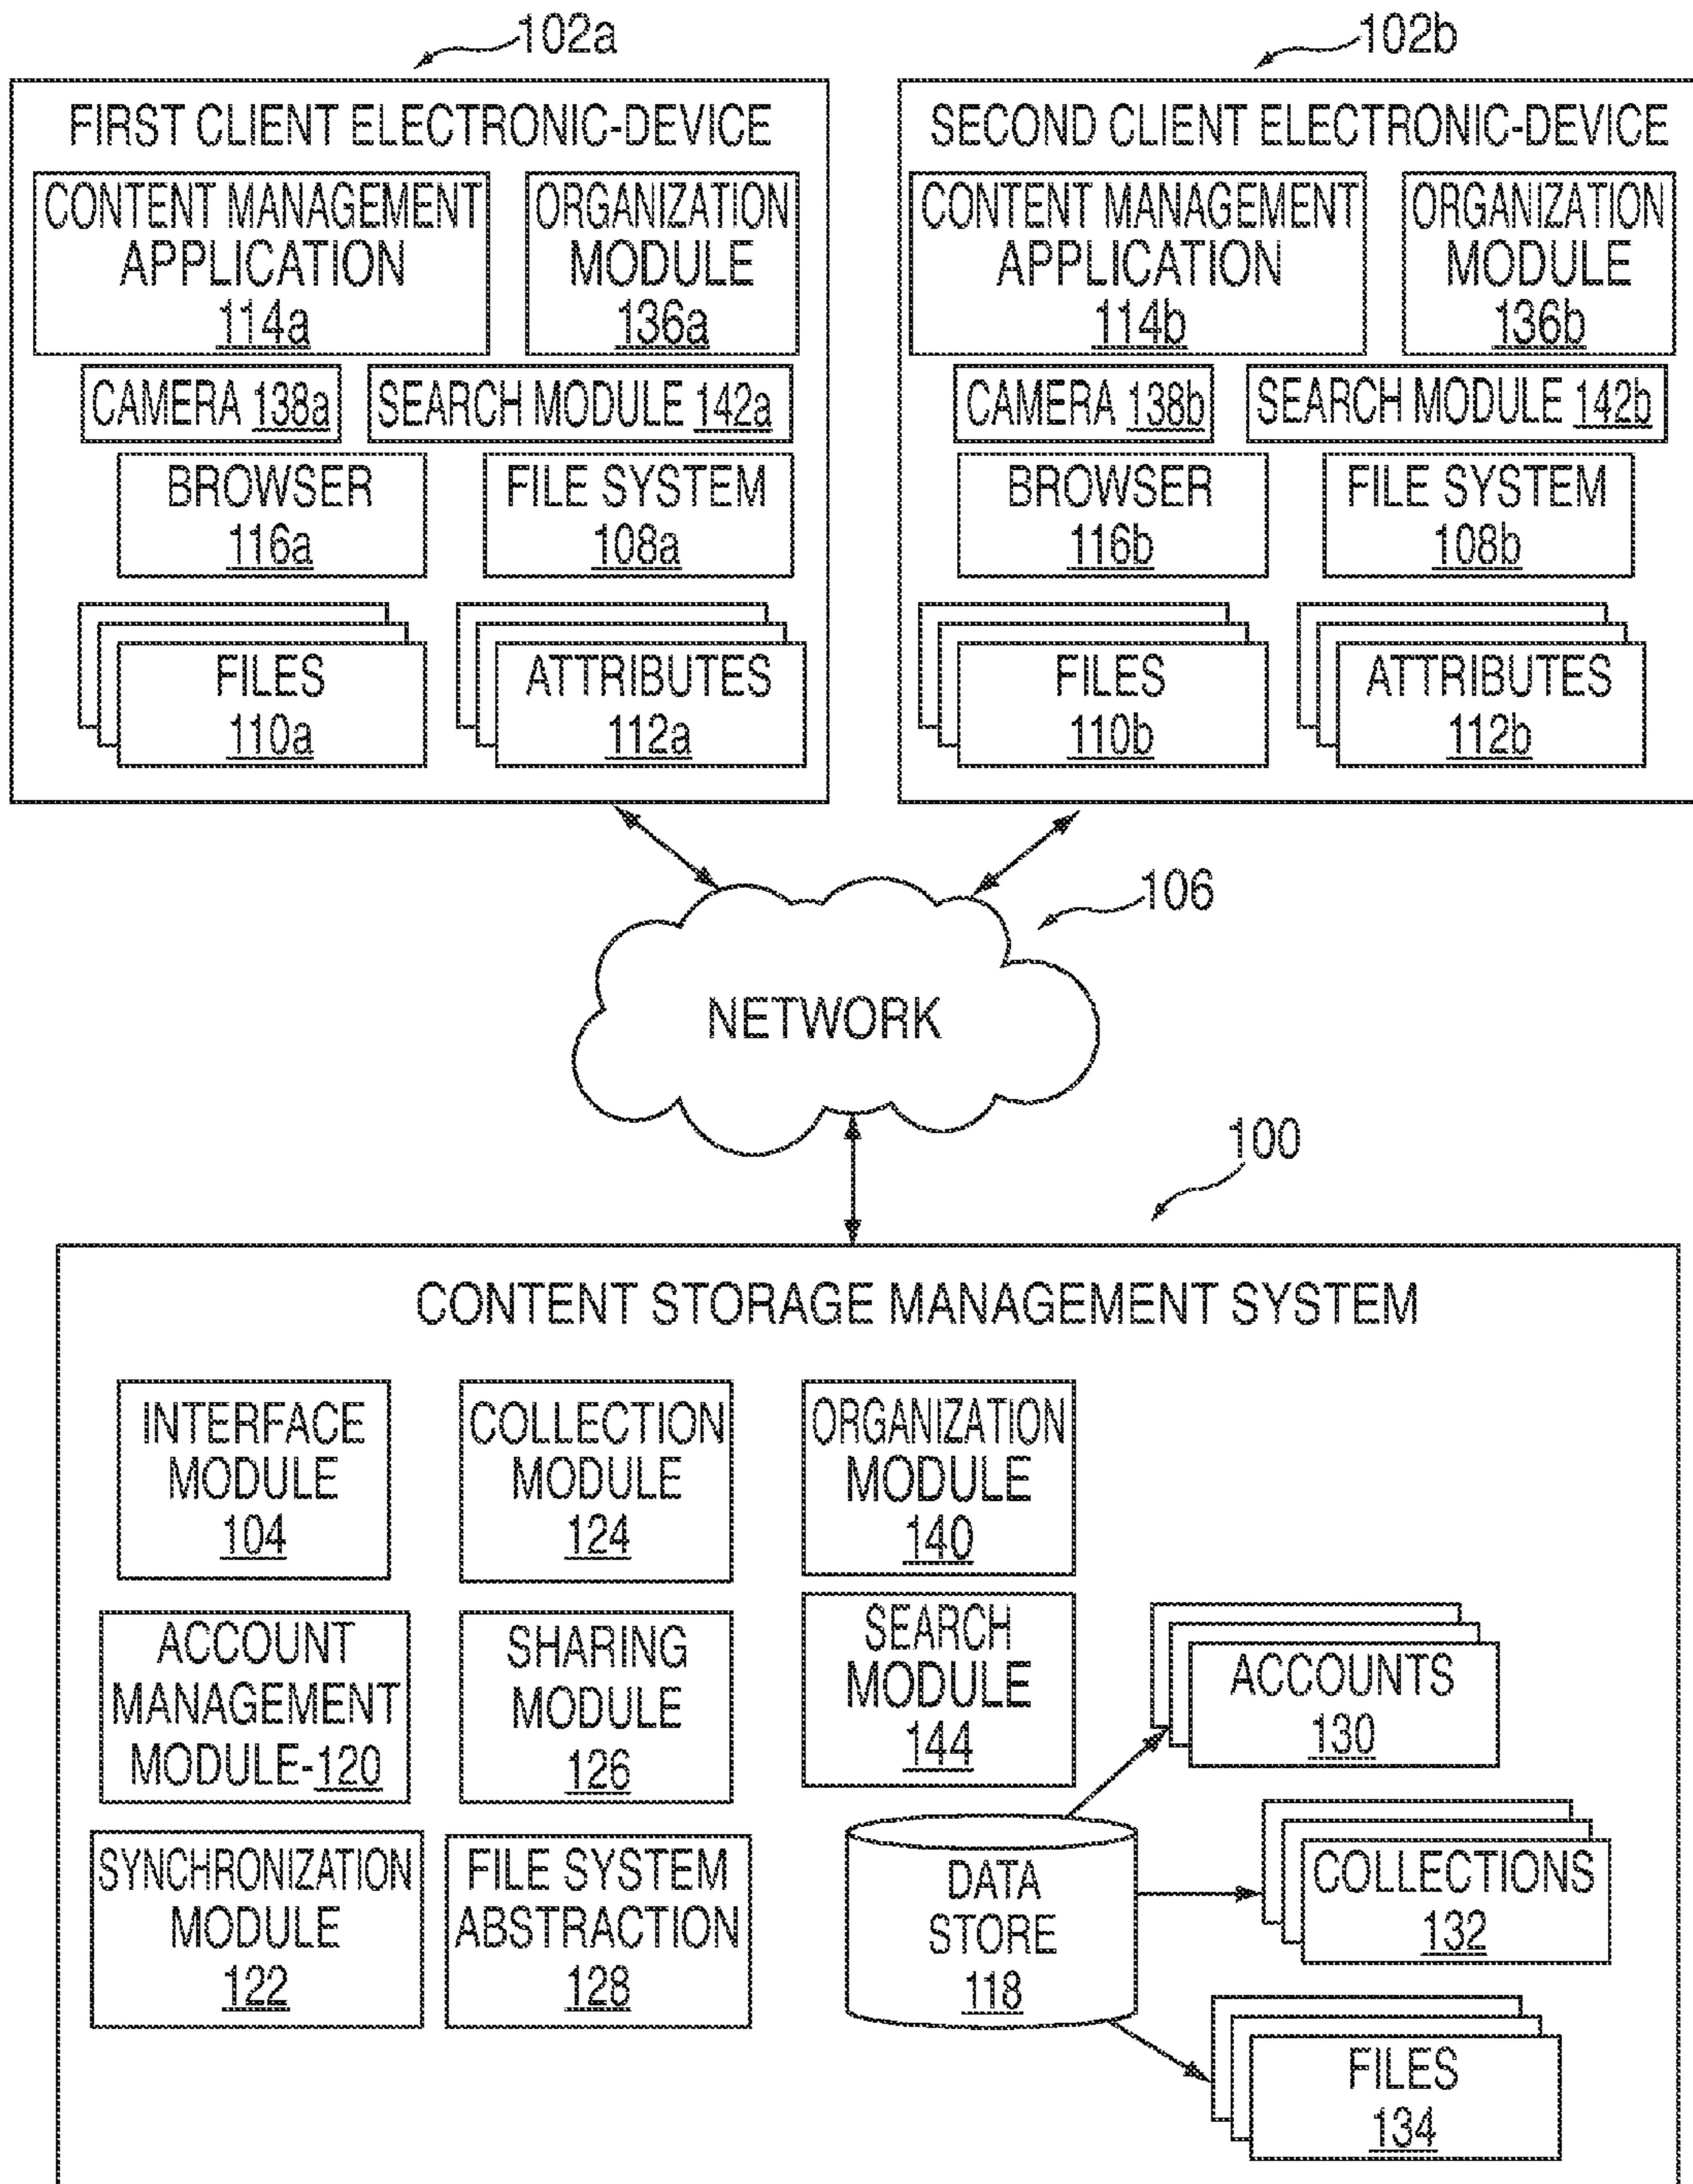 102a
102b
FIRST CLIENT ELECTRONIC-DEVICE
CONTENT MANAGEMENT
APPLICATION
114a
ORGANIZATION
MODULE
136a
CAMERA 138a
SEARCH MODULE 142a
BROWSER
116a
FILE SYSTEM
108a
FILES
110a
ATTRIBUTES
112a
SECOND CLIENT ELECTRONIC-DEVICE
CONTENT MANAGEMENT
APPLICATION
114b
ORGANIZATION
MODULE
136b
CAMERA 138b
SEARCH MODULE 142b
BROWSER
116b
FILE SYSTEM
108b
FILES
110b
ATTRIBUTES
112b
106
NETWORK
100
CONTENT STORAGE MANAGEMENT SYSTEM
INTERFACE
MODULE
104
COLLECTION
MODULE
124
ORGANIZATION
MODULE
140
ACCOUNT
MANAGEMENT
MODULE-120
SHARING
MODULE
126
SEARCH
MODULE
144
ACCOUNTS
130
SYNCHRONIZATION
MODULE
122
FILE SYSTEM
ABSTRACTION
128
DATA
STORE
118
COLLECTIONS
132
FILES
134